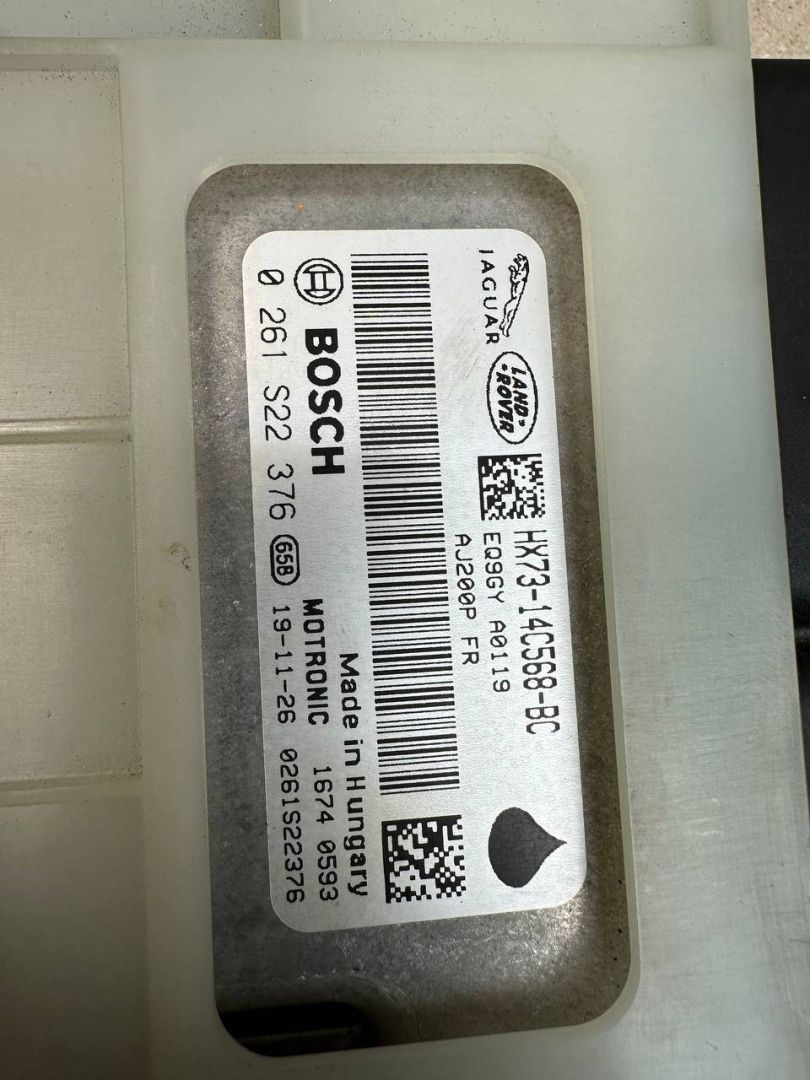 JAGUAR
LAND-
-ROVER
HX73-14C568-BC
EQ9GY A0119
AJ200P FR
BOSCH
Made in Hungary
MOTRONIC 1674 0593
0 261 S22 376 65B 19-11-26 0261S22376